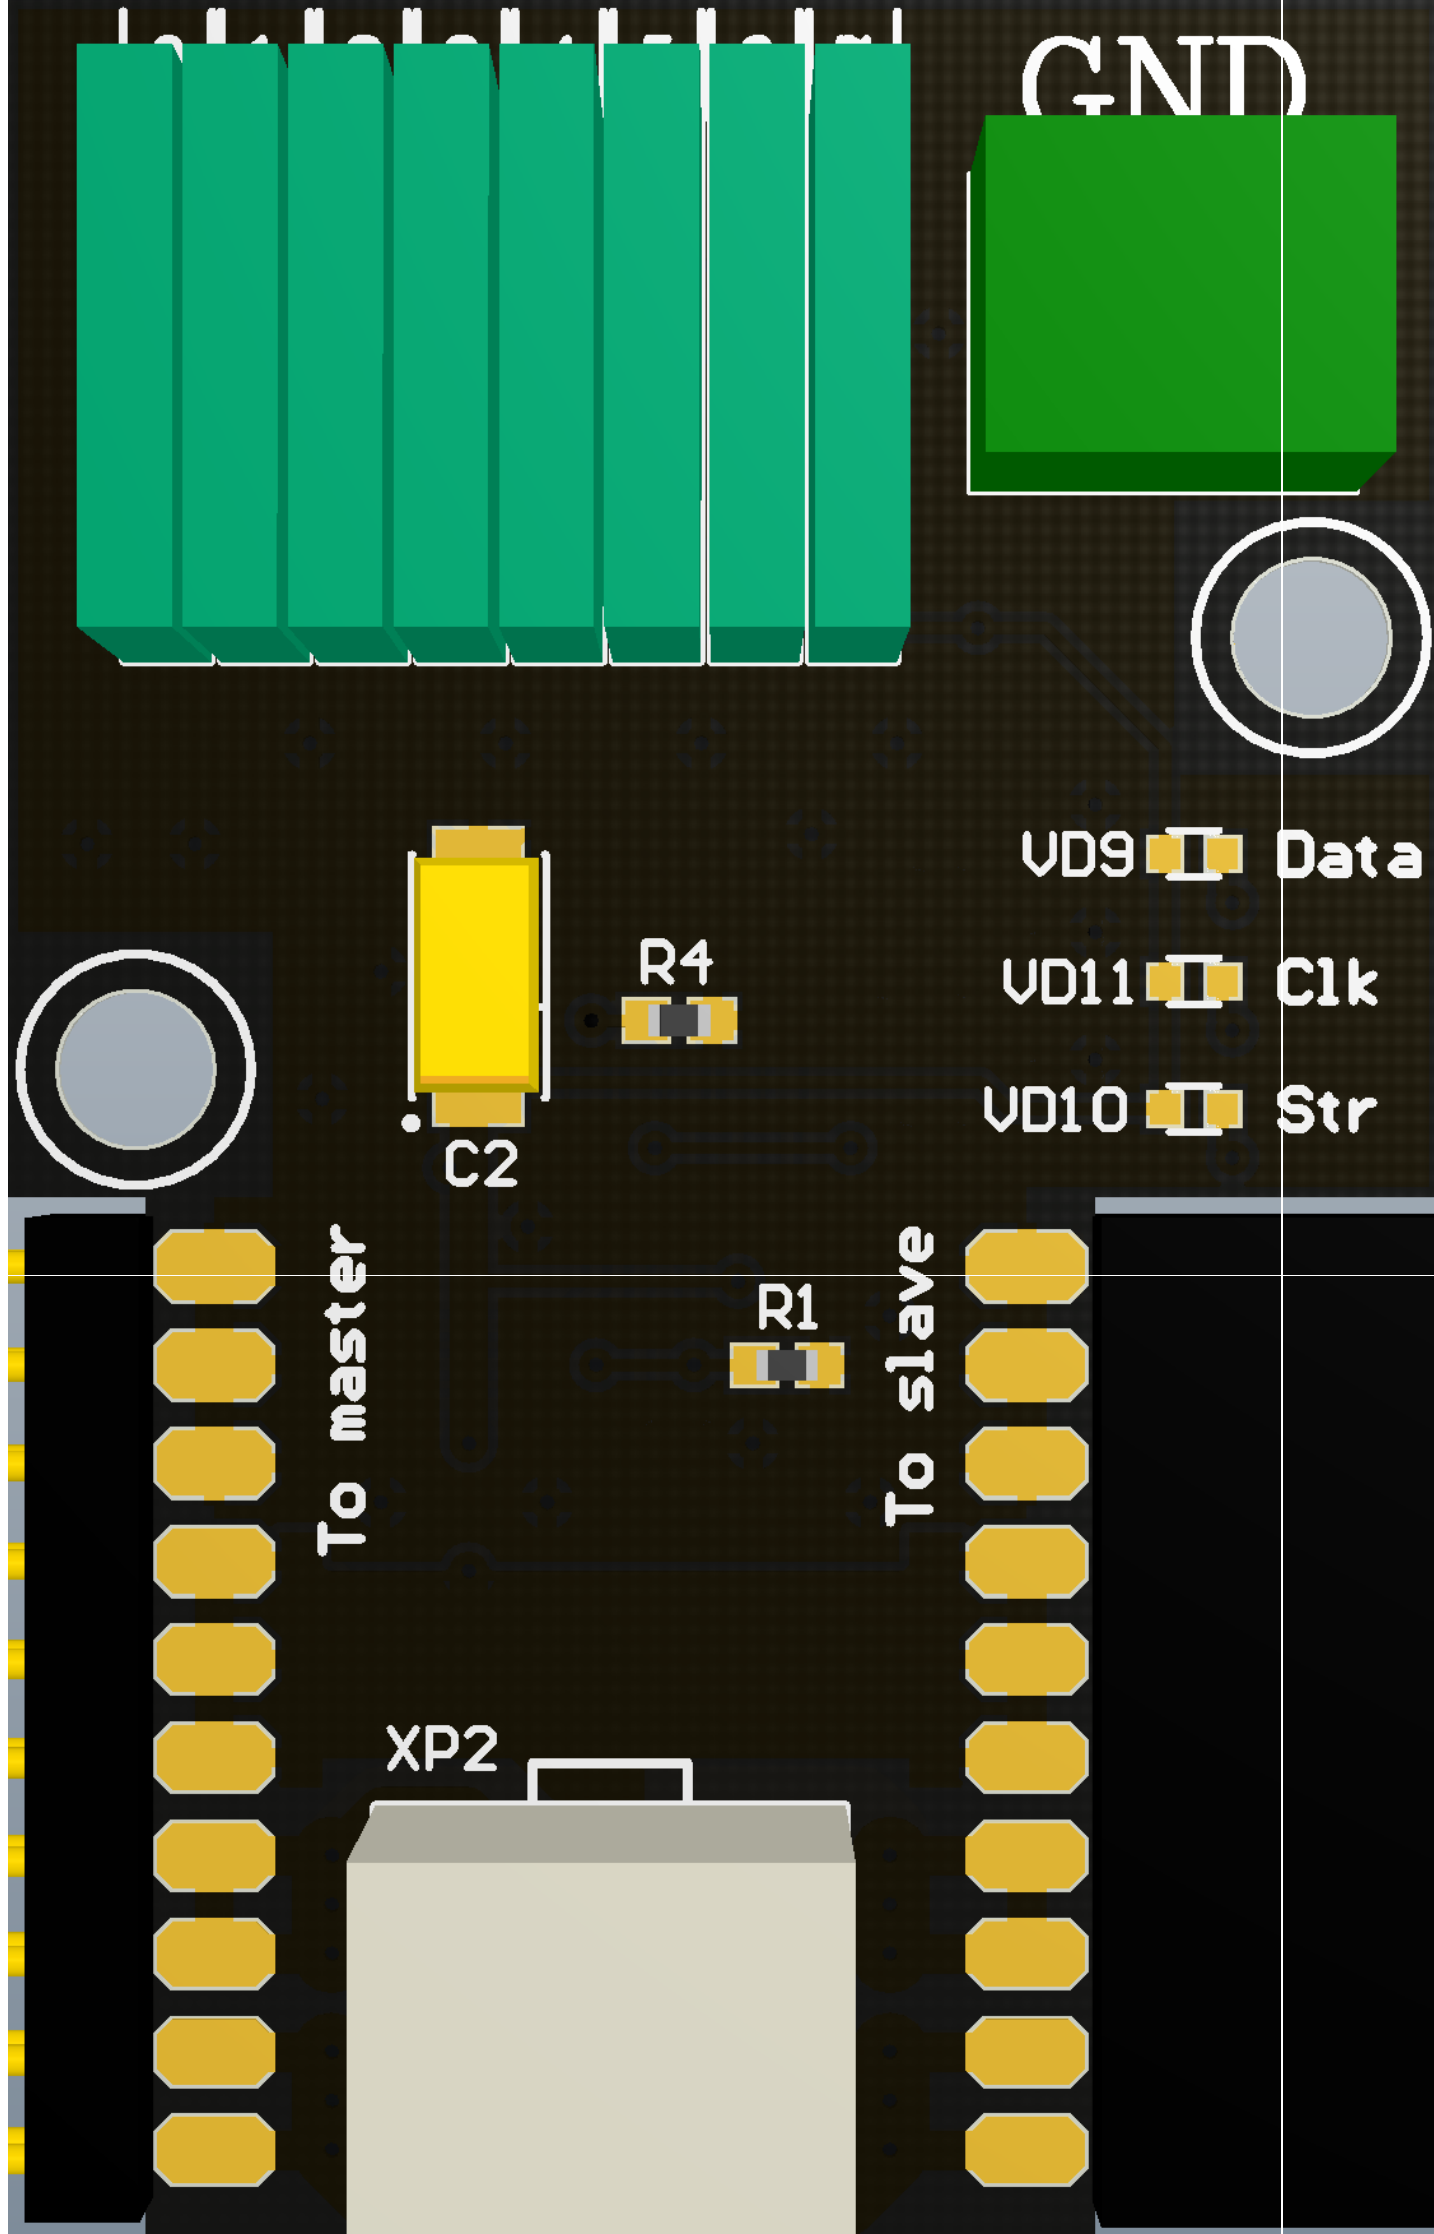 GND
VD9 Data
R4
VD11 Clk
VD10 Str
C2
To master
To slave
R1
XP2